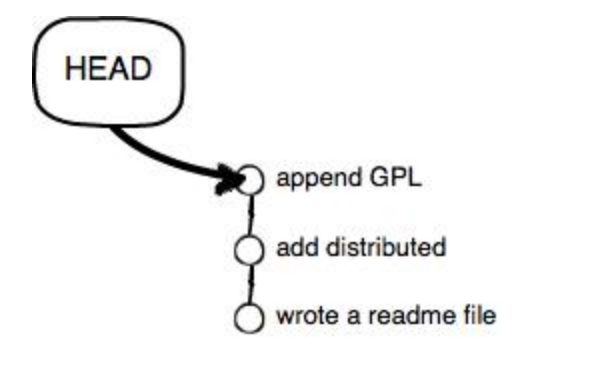 HEAD
append GPL
add distributed
wrote a readme file